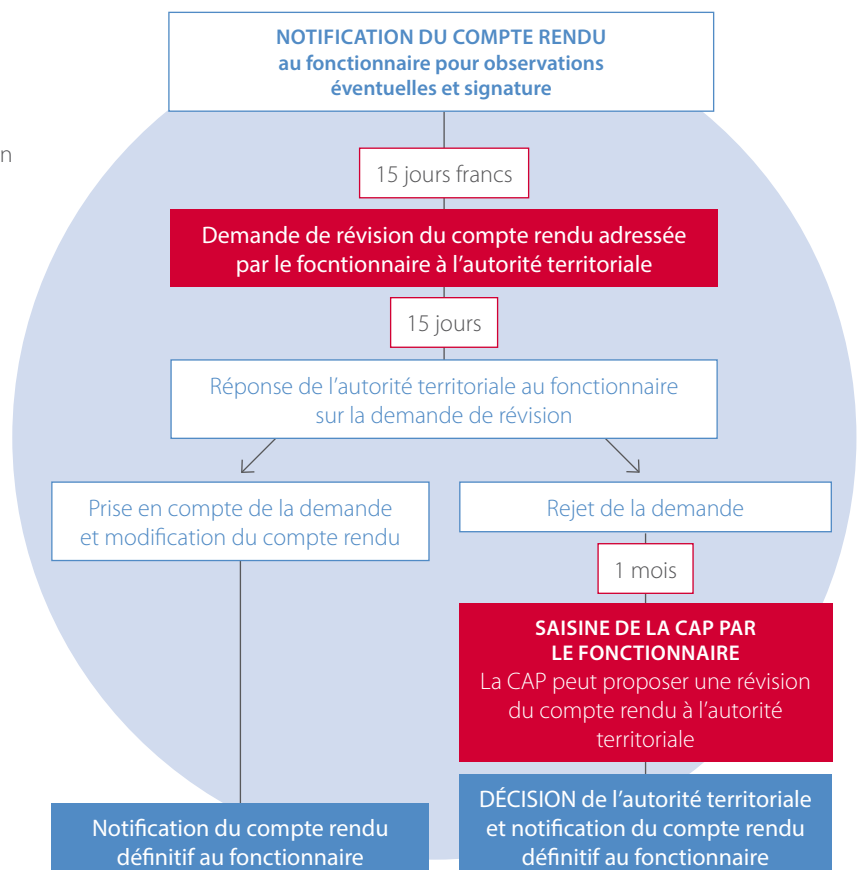 NOTIFICATION DU COMPTE RENDU
au fonctionnaire pour observations
éventuelles et signature
n
15 jours francs
Demande de révision du compte rendu adressée
par le focntionnaire à l’autorité territoriale
15 jours
Réponse de l’autorité territoriale au fonctionnaire
sur la demande de révision
Prise en compte de la demande
et modification du compte rendu
Rejet de la demande
1 mois
SAISINE DE LA CAP PAR
LE FONCTIONNAIRE
La CAP peut proposer une révision
du compte rendu à l’autorité
territoriale
Notification du compte rendu
définitif au fonctionnaire
DÉCISION de l’autorité territoriale
et notification du compte rendu
définitif au fonctionnaire